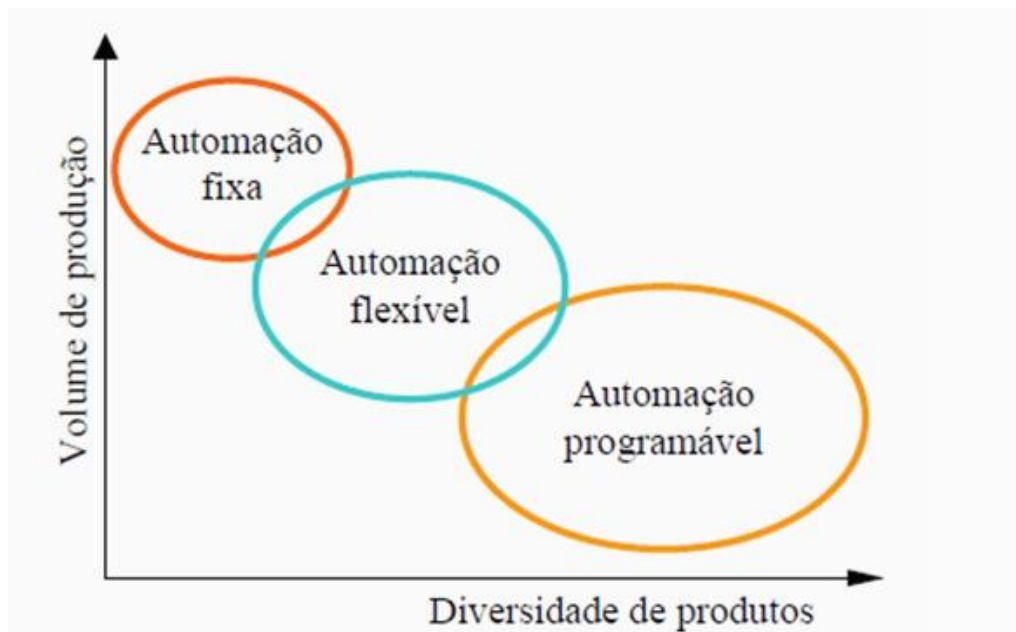 Volume de produção
Automação
fixa
Automação
flexível
Automação
programável
Diversidade de produtos